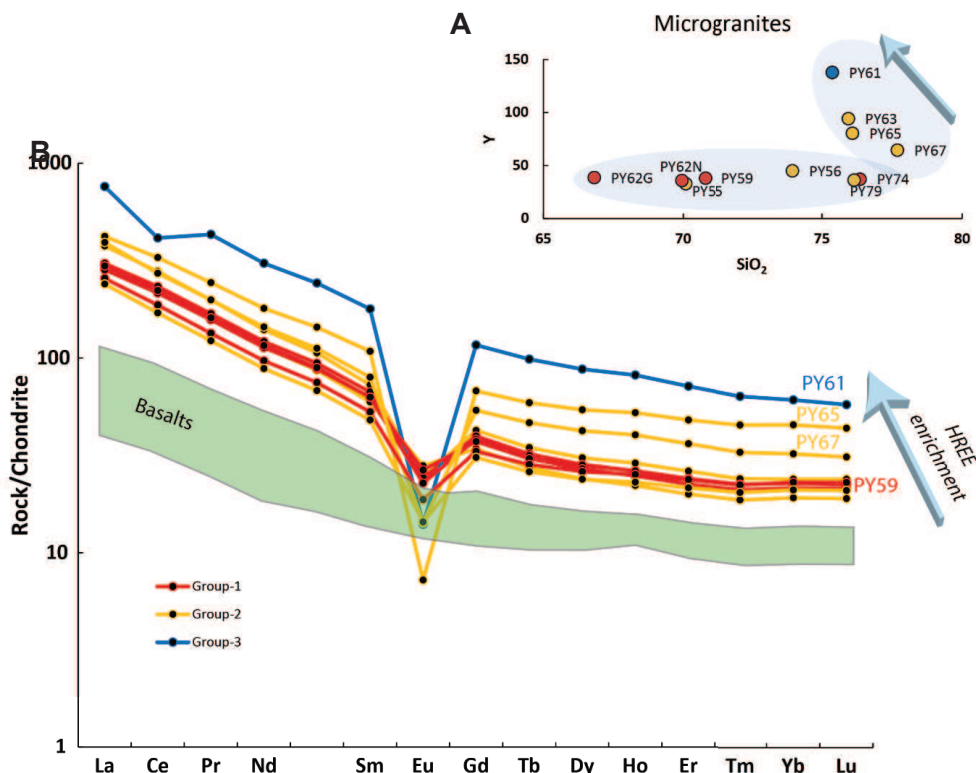 A
Microgranites
150
100
50
0
Y
PY61
PY63
PY65
PY67
PY62G
PY62N
PY55
PY59
PY56
PY74
PY79
65
70
75
80
SiO2
B
1000
100
10
1
Rock/Chondrite
Basalts
PY61
PY65
PY67
PY59
HREE
enrichment
Group-1
Group-2
Group-3
La Ce Pr Nd Sm Eu Gd Tb Dy Ho Er Tm Yb Lu